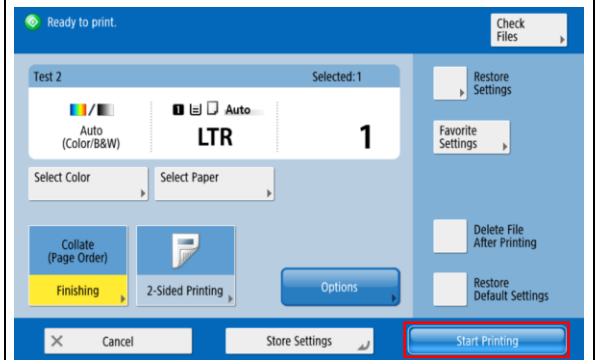 Ready to print.
Check
Files
Test 2
Selected:1
Auto
(Color/B&W)
1
Auto
LTR
1
Restore
Settings
Favorite
Settings
Select Color
Select Paper
Collate
(Page Order)
Finishing
2-Sided Printing
Options
Delete File
After Printing
Restore
Default Settings
Cancel
Store Settings
Start Printing